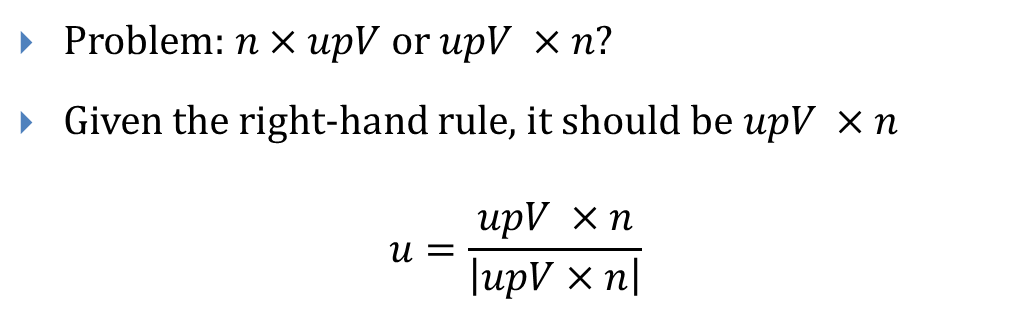 Problem: n × upV or upV × n?
Given the right-hand rule, it should be upV × n
u = upV × n / |upV × n|